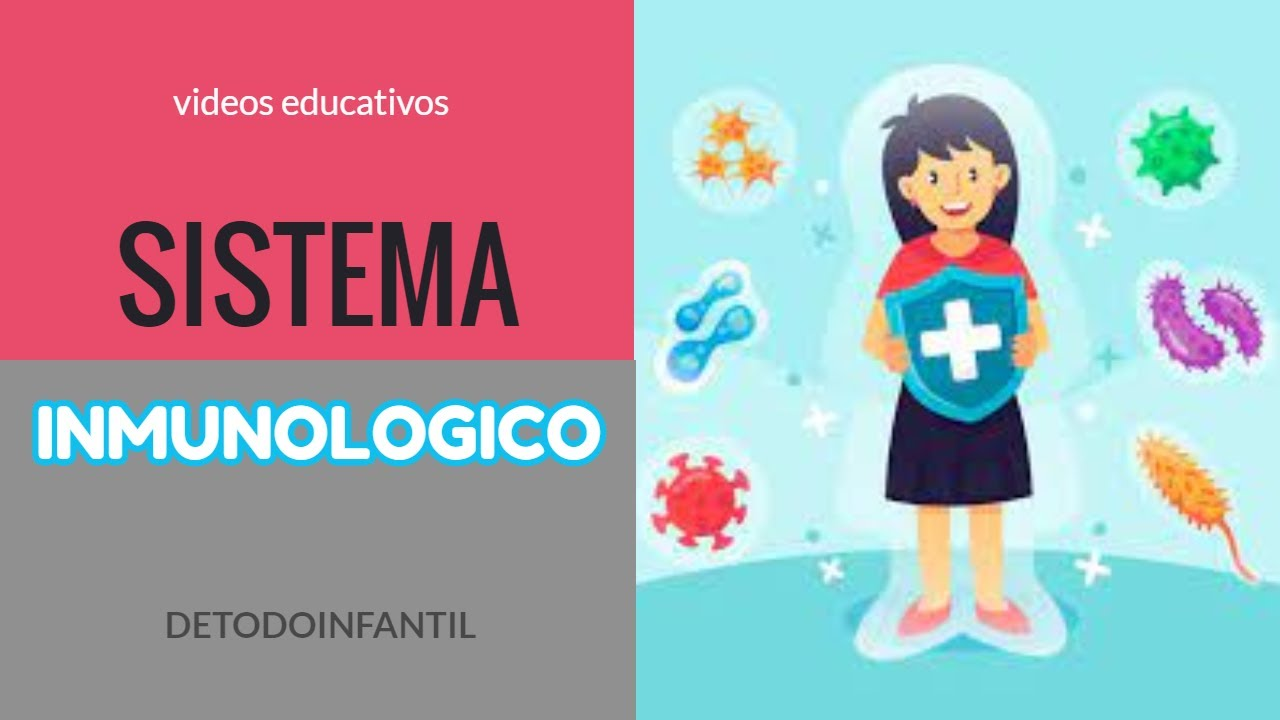 videos educativos
SISTEMA
INMUNOLOGICO
DETODOINFANTIL